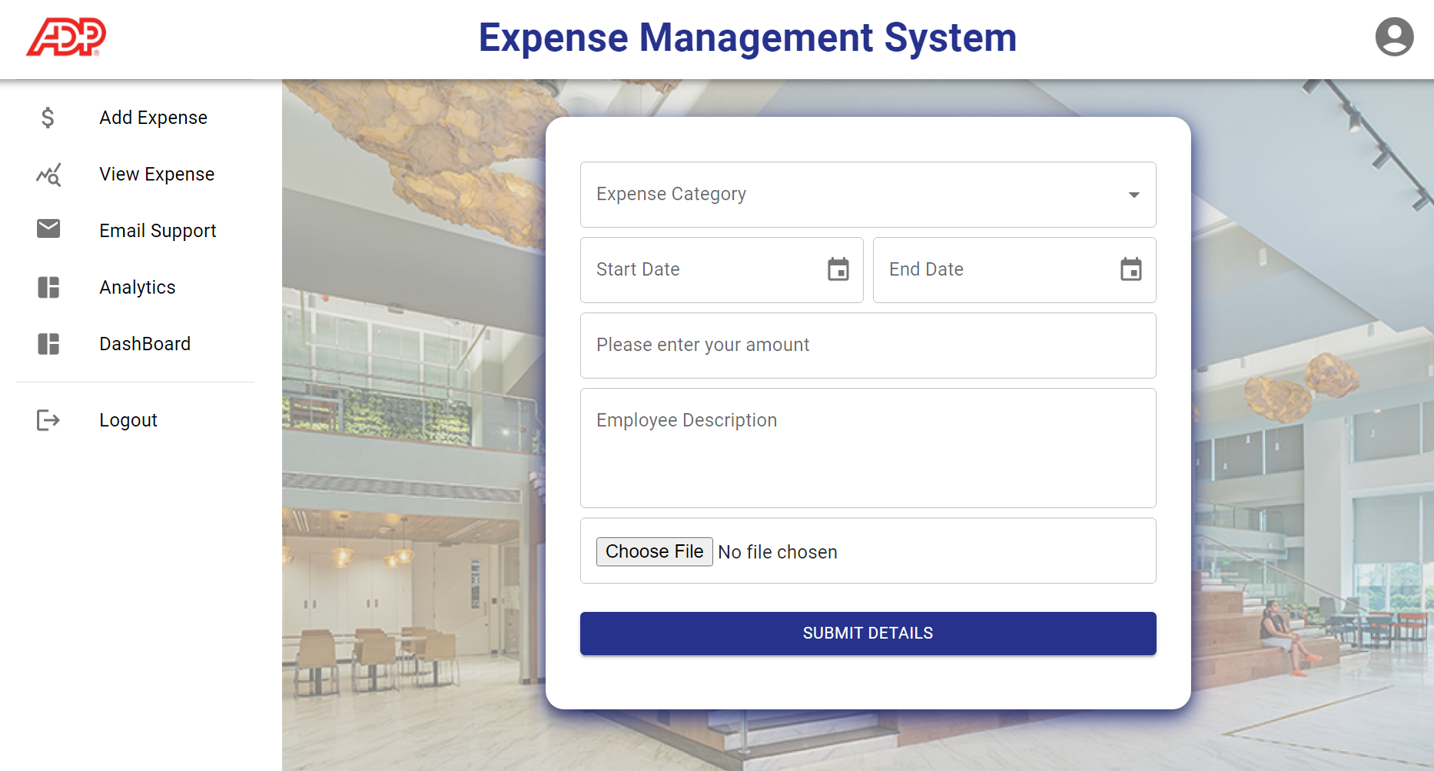 ADP
Expense Management System
Add Expense
View Expense
Email Support
Analytics
DashBoard
Logout
Expense Category
Start Date
End Date
Please enter your amount
Employee Description
Choose File No file chosen
SUBMIT DETAILS